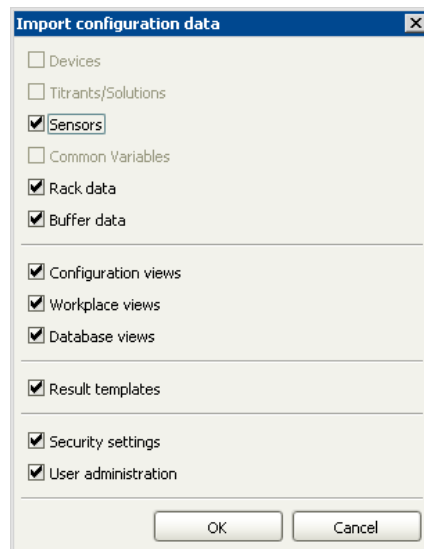 Import configuration data
Devices
Titrants/Solutions
Sensors
Common Variables
Rack data
Buffer data
Configuration views
Workplace views
Database views
Result templates
Security settings
User administration
OK Cancel